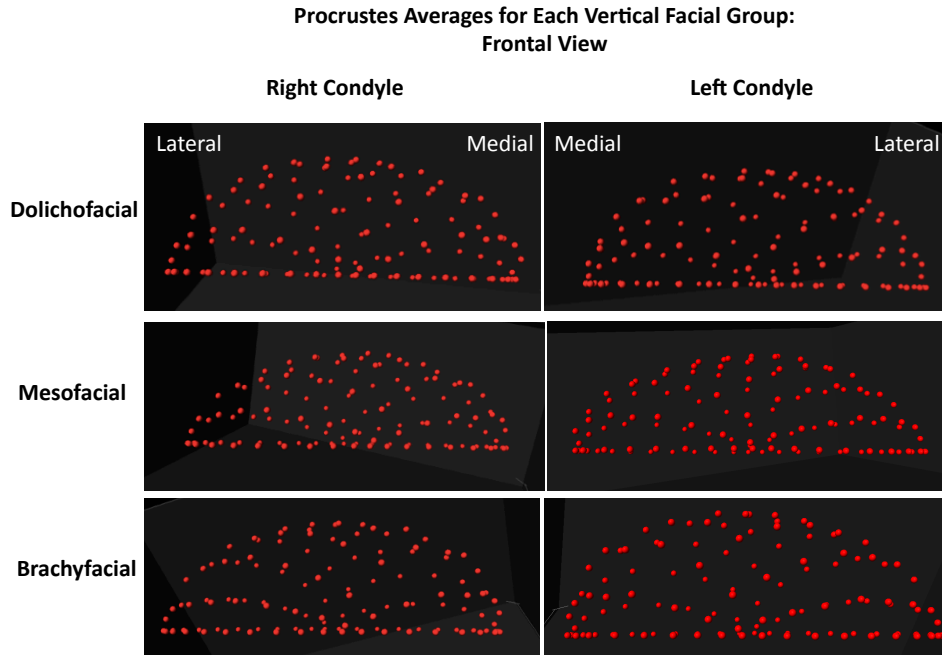 Procrustes Averages for Each Vertical Facial Group:
Frontal View
Right Condyle
Left Condyle
Lateral
Medial
Medial
Lateral
Dolichofacial
Mesofacial
Brachyfacial